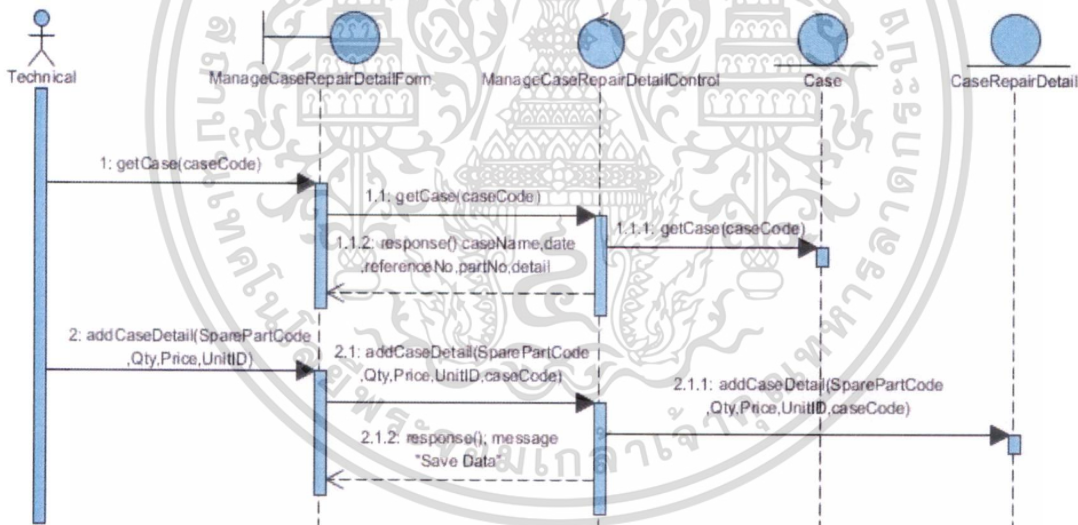 Technical
ManageCaseRepairDetailForm
ManageCaseRepairDetailControl
Case
CaseRepairDetail
1: getCase(caseCode)
1.1: getCase(caseCode)
1.1.1: getCase(caseCode)
1.1.2: response() caseName,date
,referenceNo,partNo,detail
2: addCaseDetail(SparePartCode
,Qty,Price,UnitID)
2.1: addCaseDetail(SparePartCode
,Qty,Price,UnitID,caseCode)
2.1.1: addCaseDetail(SparePartCode
,Qty,Price,UnitID,caseCode)
2.1.2: response(); message
"Save Data"